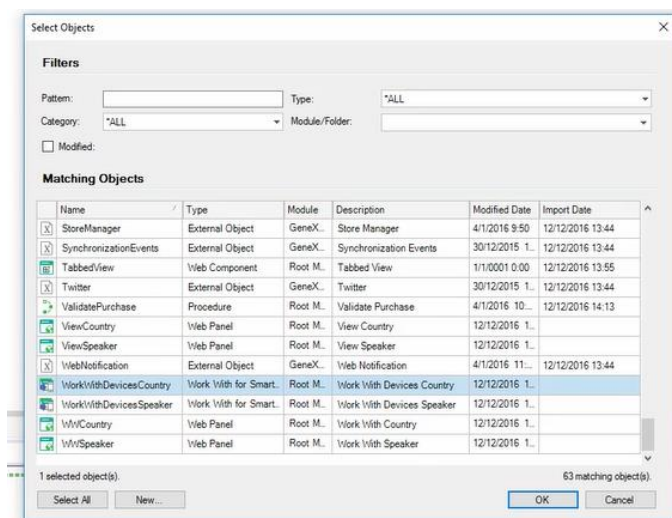 Select Objects
Filters
Pattern: Type: *ALL
Category: *ALL Module/Folder:
Modified:
Matching Objects
Name Type Module Description Modified Date Import Date
StoreManager External Object GeneX... Store Manager 4/1/2016 9:50 12/12/2016 13:44
SynchronizationEvents External Object GeneX... Synchronization Events 30/12/2015 1... 12/12/2016 13:44
TabbedView Web Component Root M... Tabbed View 1/1/0001 0:00 12/12/2016 13:55
Twitter External Object GeneX... Twitter 30/12/2015 1... 12/12/2016 13:44
ValidatePurchase Procedure Root M... Validate Purchase 4/1/2016 10:... 12/12/2016 14:13
ViewCountry Web Panel Root M... View Country 12/12/2016 1...
ViewSpeaker Web Panel Root M... View Speaker 12/12/2016 1...
WebNotification External Object GeneX... Web Notification 4/1/2016 11:... 12/12/2016 13:44
WorkWithDevicesCountry Work With for Smart... Root M... Work With Devices Country 12/12/2016 1...
WorkWithDevicesSpeaker Work With for Smart... Root M... Work With Devices Speaker 12/12/2016 1...
WWCountry Web Panel Root M... Work With Country 12/12/2016 1...
WWSpeaker Web Panel Root M... Work With Speaker 12/12/2016 1...
1 selected object(s). 63 matching object(s).
Select All New... OK Cancel